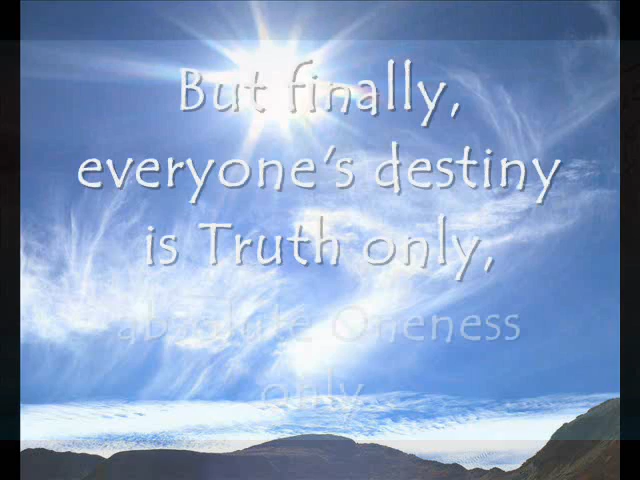 But finally,
everyone's destiny
is Truth only,
absolute Oneness
only